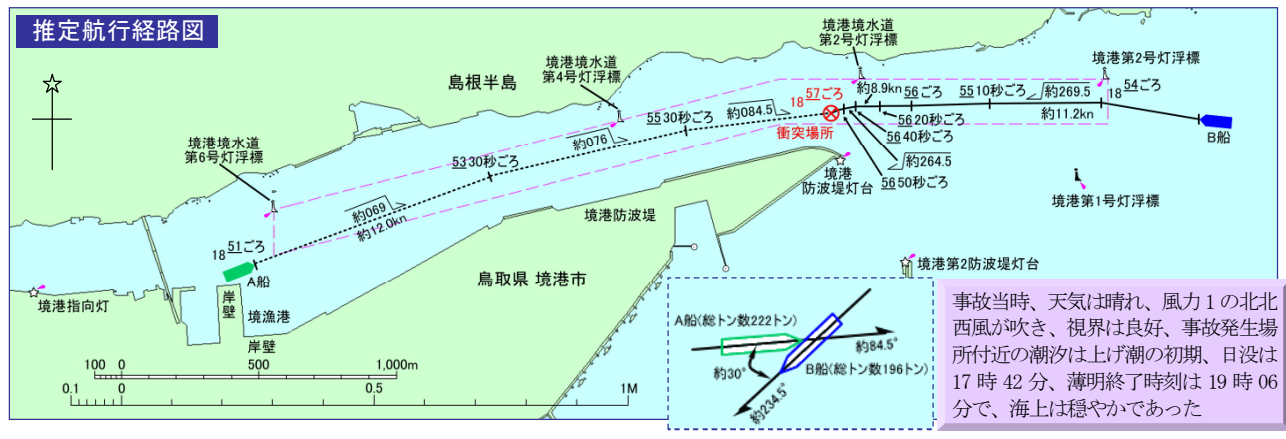 推定航行経路図
島根半島
境港境水道
第6号灯浮標
境港境水道
第4号灯浮標
境港境水道
第2号灯浮標
境港第2号灯浮標
18 51ごろ
A船
約069
約12.0kn
53 30秒ごろ
約076
55 30秒ごろ
約084.5
18 57ごろ
衝突場所
約8.9kn
56ごろ
55 10秒ごろ
約269.5
18 54ごろ
約11.2kn
56 20秒ごろ
56 40秒ごろ
約264.5
56 50秒ごろ
B船
境港
防波堤灯台
境港第1号灯浮標
境港防波堤
境港第2防波堤灯台
鳥取県 境港市
境港指向灯
岸壁
境漁港
岸壁
100 0 500 1,000m
0.1 0 0.5 1M
A船(総トン数222トン)
約84.5°
約30°
B船(総トン数196トン)
約234.5°
事故当時、天気は晴れ、風力1の北北
西風が吹き、視界は良好、事故発生場
所付近の潮汐は上げ潮の初期、日没は
17時42分、薄明終了時刻は19時06
分で、海上は穏やかであった